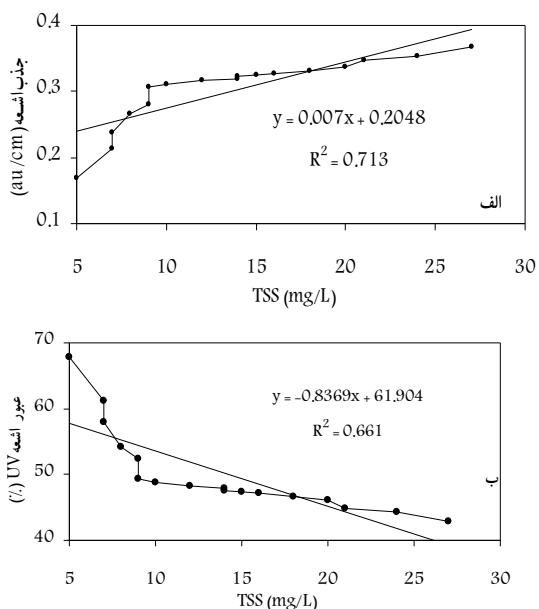 0.4
0.3
0.2
0.1
جذب اشعه (au/cm)
y = 0.007x + 0.2048
R² = 0.713
الف
5 10 15 20 25 30
TSS (mg/L)
70
60
50
40
عبور اشعه UV (٪)
y = -0.8369x + 61.904
R² = 0.661
5 10 15 20 25 30
TSS (mg/L)